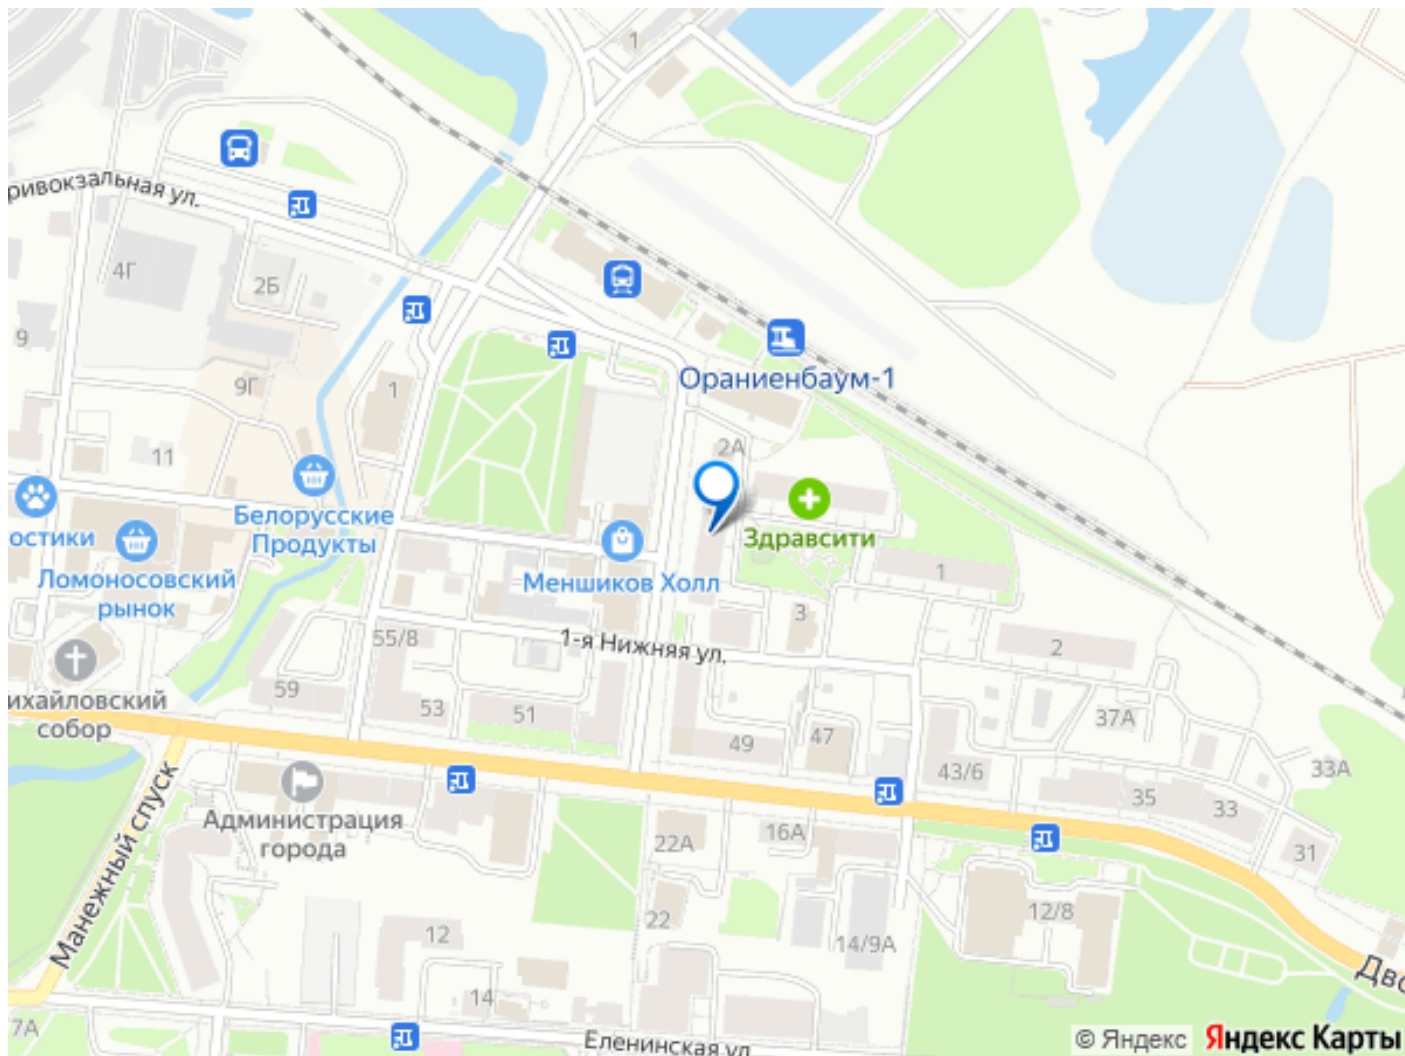 1
ривокзальная ул.
4Г
2Б
9
9Г
1
Ораниенбаум-1
2А
11
остики
Белорусские
Продукты
Здравсити
Ломоносовский
рынок
Меншиков Холл
1
3
55/8
1-я Нижняя ул.
2
59
ихайловский
собор
53
51
49
47
37А
43/6
33А
35
33
Манежный спуск
Администрация
города
22А
16А
31
12
22
14/9А
12/8
Дво
14
7А
Еленинская ул
© Яндекс
Яндекс Карты